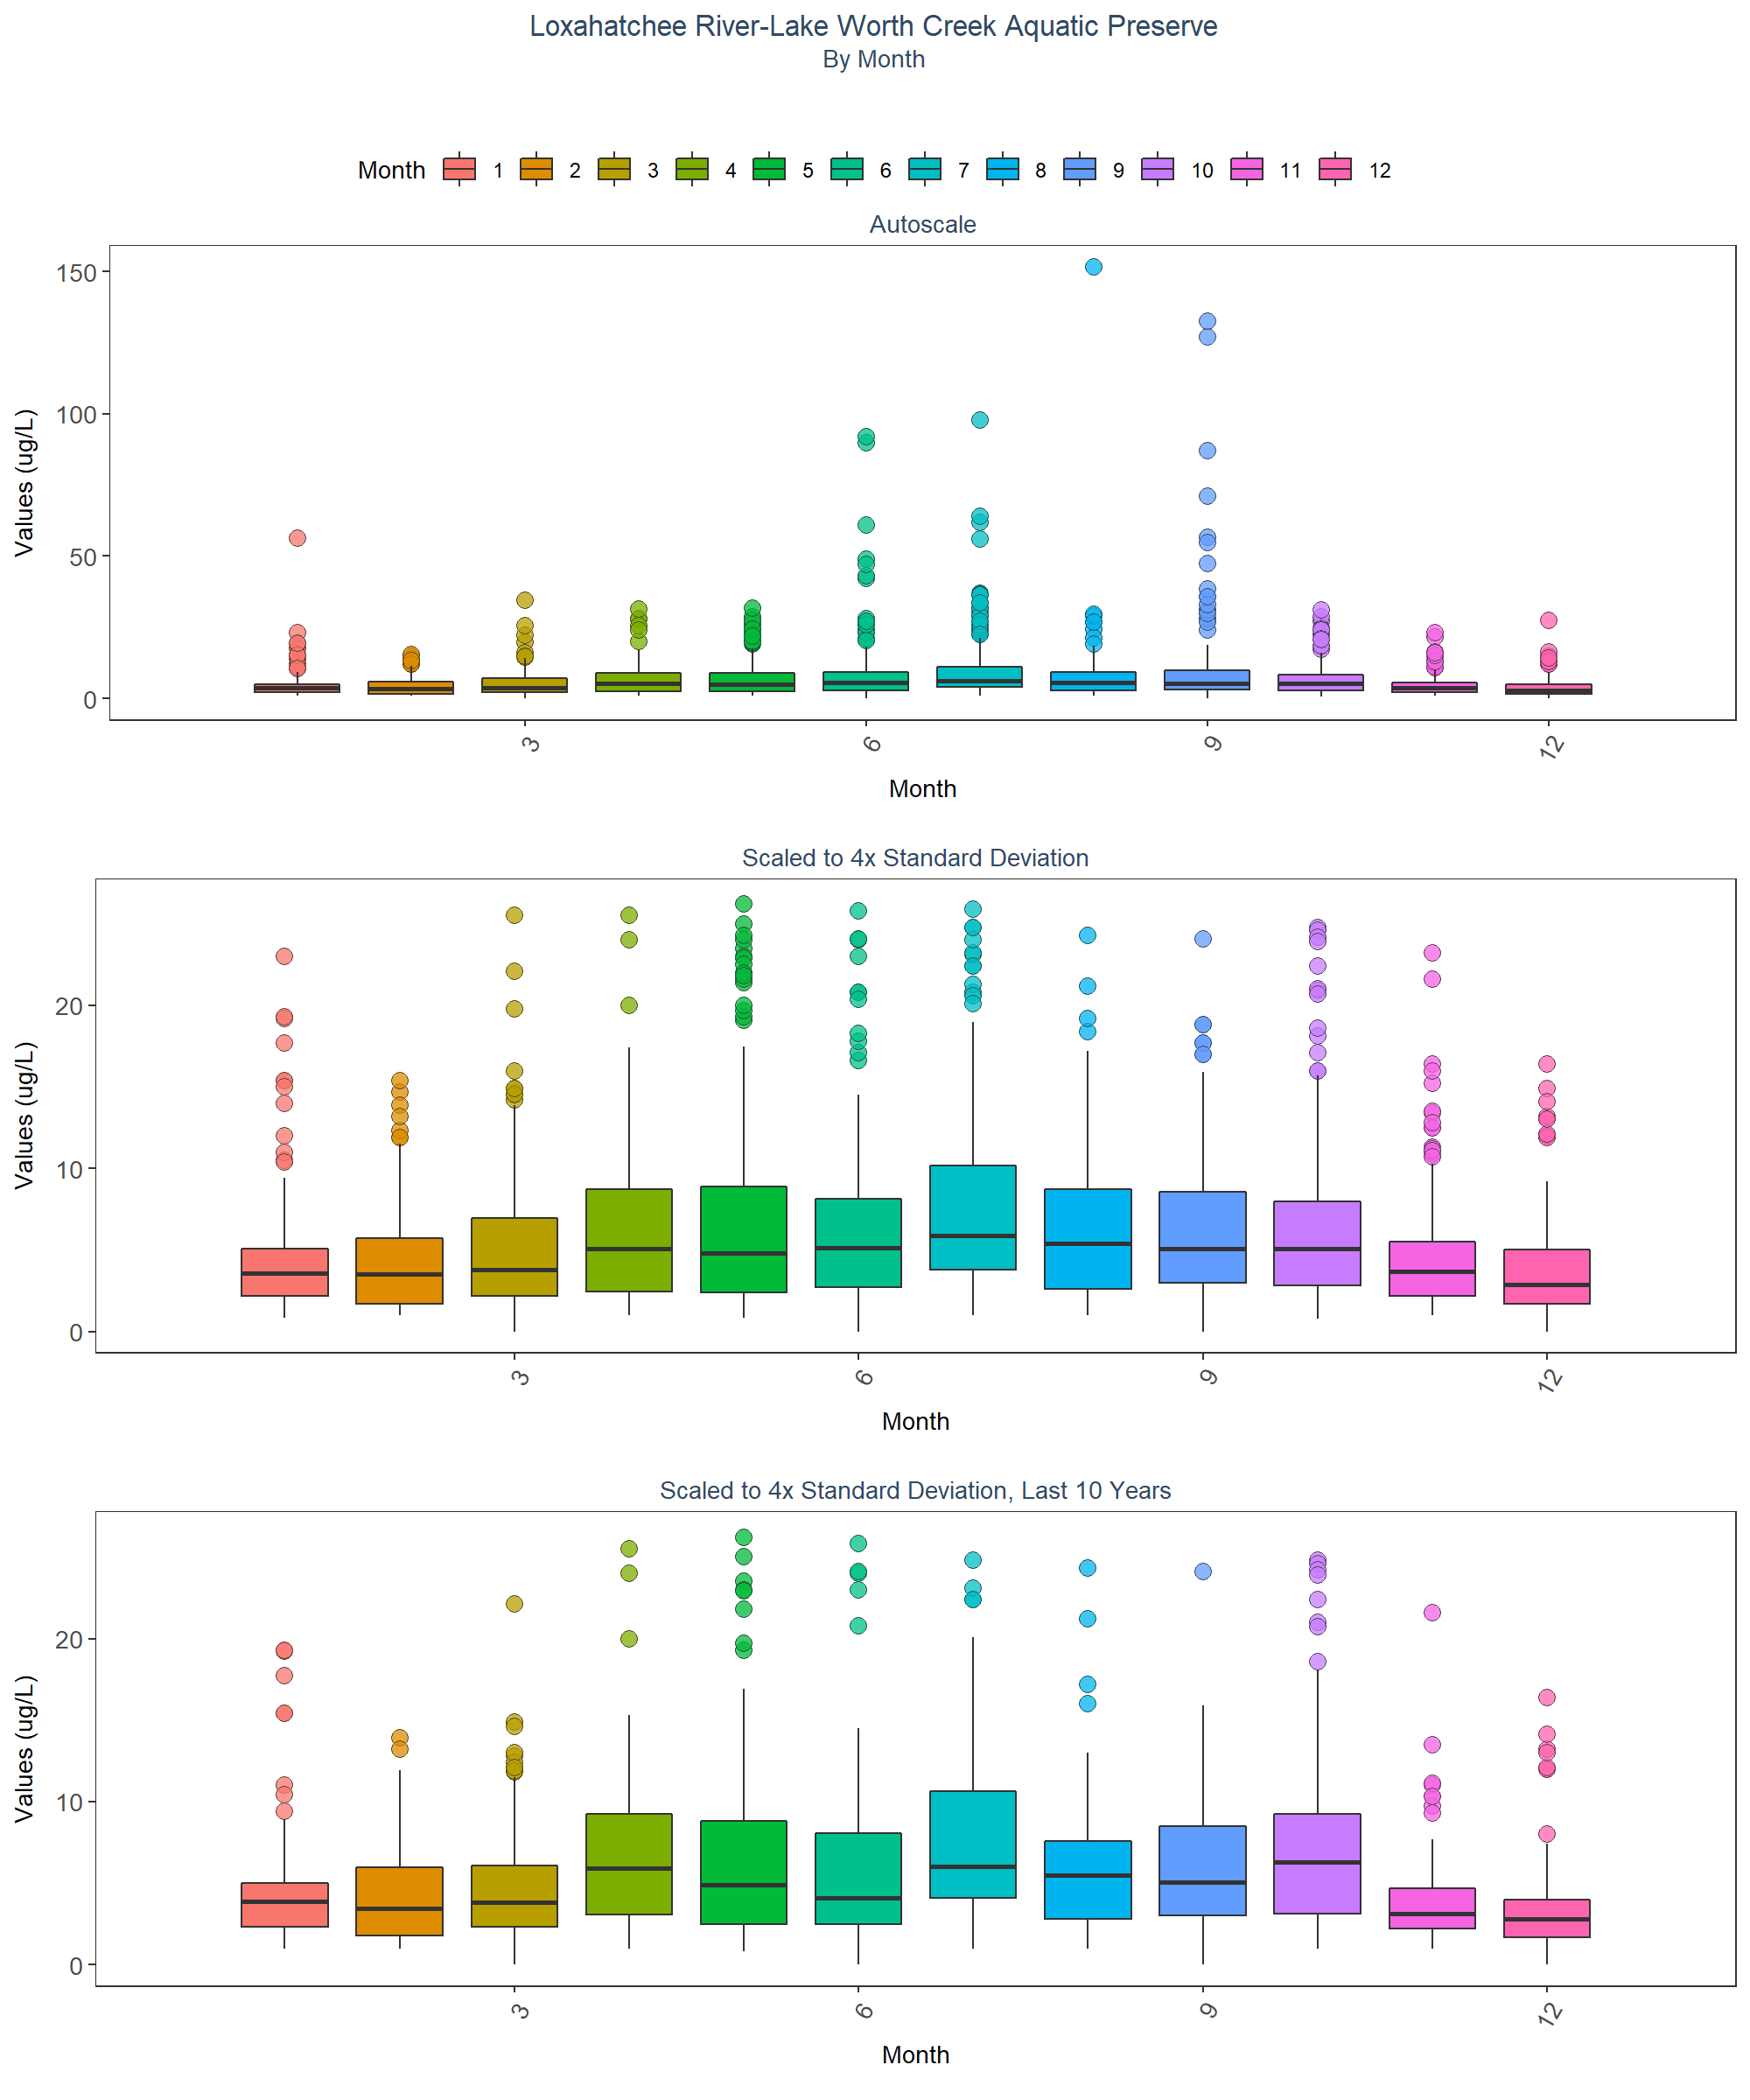 Loxahatchee River-Lake Worth Creek Aquatic Preserve
By Month
Month 1 2 3 4 5 6 7 8 9 10 11 12
Autoscale
Values (ug/L)
150
100
50
0
3 6 9 12
Month
Scaled to 4x Standard Deviation
Values (ug/L)
20
10
0
3 6 9 12
Month
Scaled to 4x Standard Deviation, Last 10 Years
Values (ug/L)
20
10
0
3 6 9 12
Month